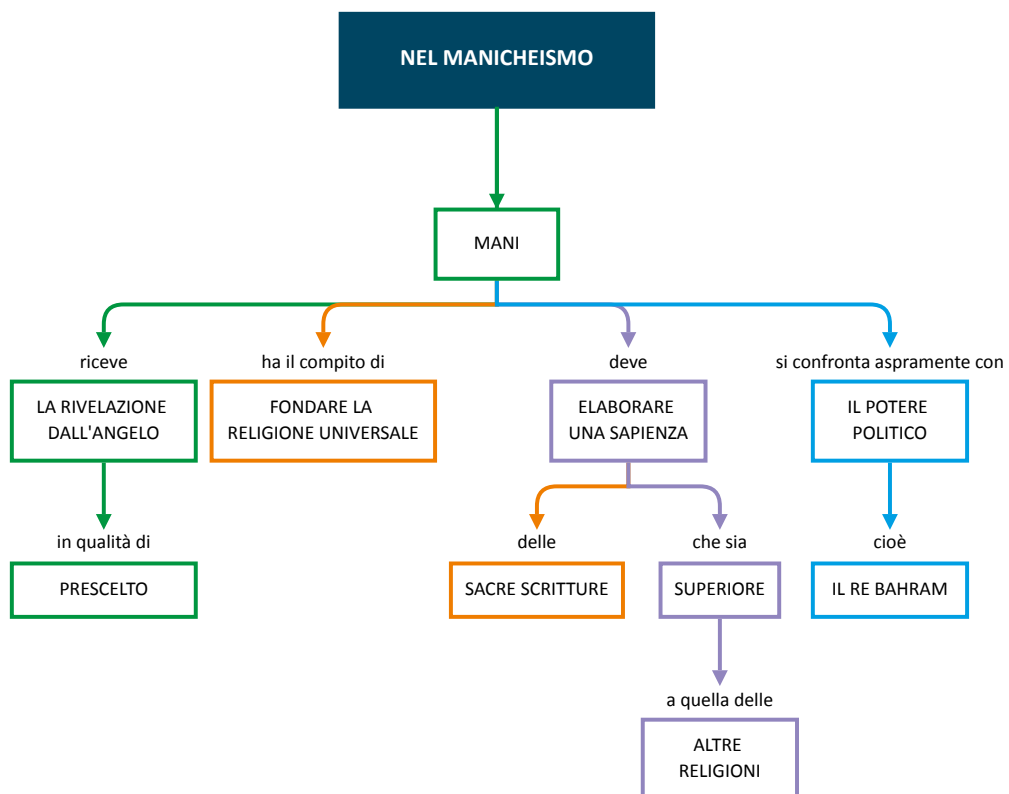 NEL MANICHEISMO
MANI
riceve
LA RIVELAZIONE
DALL'ANGELO
in qualità di
PRESCELTO
ha il compito di
FONDARE LA
RELIGIONE UNIVERSALE
deve
ELABORARE
UNA SAPIENZA
delle
SACRE SCRITTURE
che sia
SUPERIORE
a quella delle
ALTRE
RELIGIONI
si confronta aspramente con
IL POTERE
POLITICO
cioè
IL RE BAHRAM